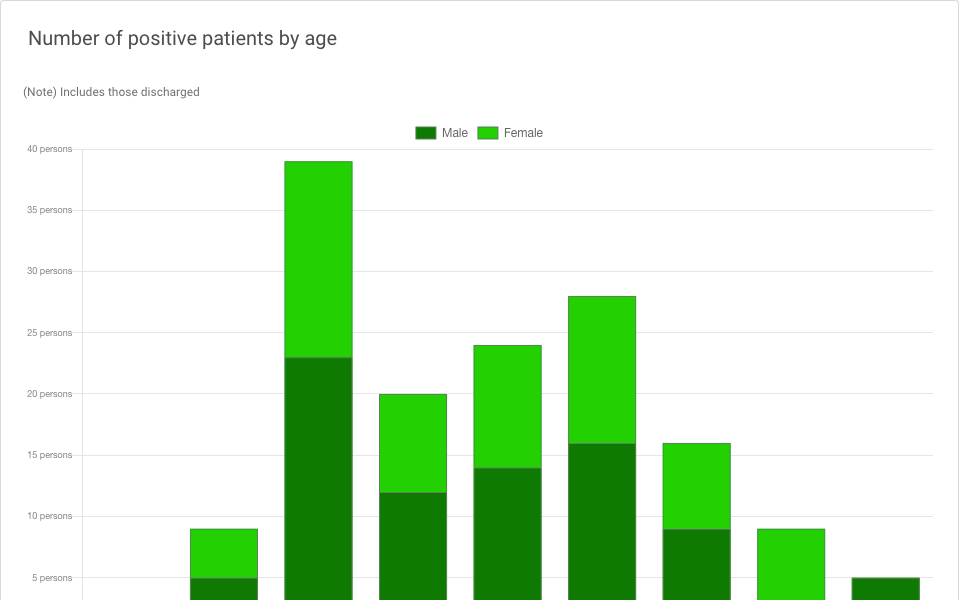 Number of positive patients by age
(Note) Includes those discharged
Male Female
40 persons
35 persons
30 persons
25 persons
20 persons
15 persons
10 persons
5 persons